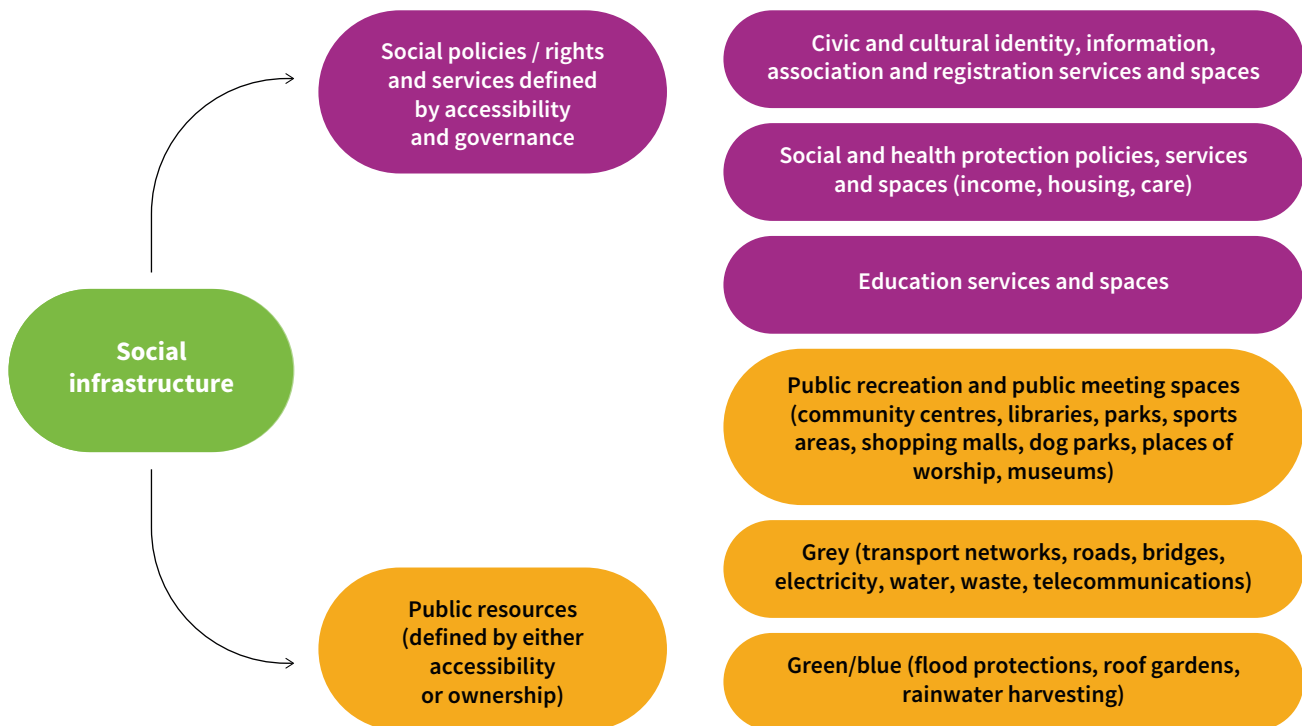 Social policies / rights
and services defined
by accessibility
and governance
Civic and cultural identity, information,
association and registration services and spaces
Social and health protection policies, services
and spaces (income, housing, care)
Education services and spaces
Social
infrastructure
Public recreation and public meeting spaces
(community centres, libraries, parks, sports
areas, shopping malls, dog parks, places of
worship, museums)
Grey (transport networks, roads, bridges,
electricity, water, waste, telecommunications)
Public resources
(defined by either
accessibility
or ownership)
Green/blue (flood protections, roof gardens,
rainwater harvesting)